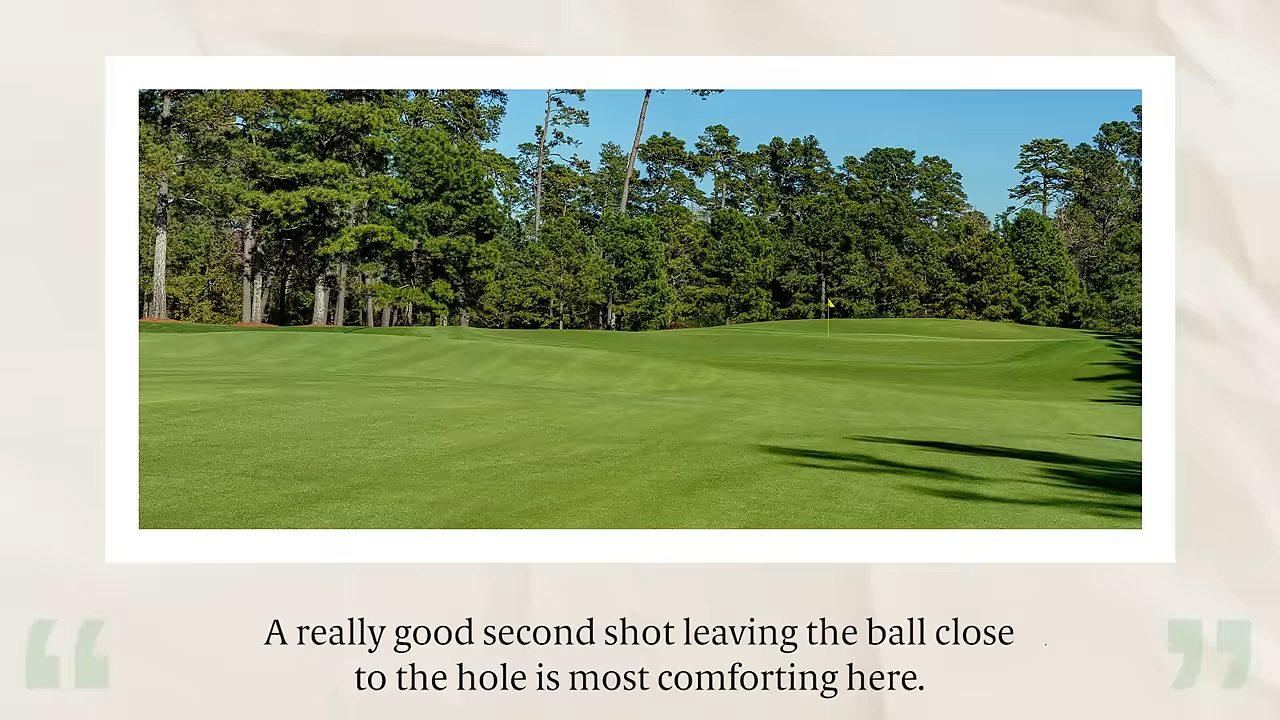 A really good second shot leaving the ball close
to the hole is most comforting here.